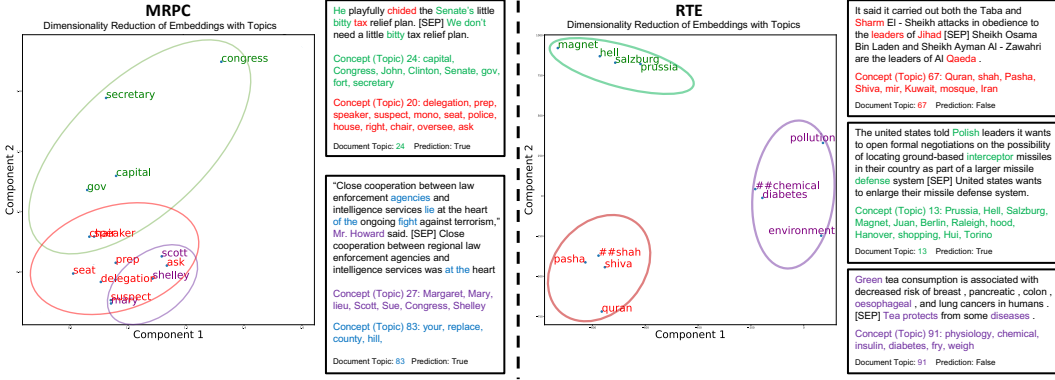 MRPC
Dimensionality Reduction of Embeddings with Topics
congress
secretary
capital
gov
speaker
scott
prep
ask
seat
delegation
shelley
suspect
mary
Component 2
Component 1
He playfully chided the Senate's little
bitty tax relief plan. [SEP] We don't
need a little bitty tax relief plan.
Concept (Topic) 24: capital,
Congress, John, Clinton, Senate, gov,
fort, secretary
Concept (Topic) 20: delegation, prep,
speaker, suspect, mono, seat, police,
house, right, chair, oversee, ask
Document Topic: 24 Prediction: True
"Close cooperation between law
enforcement agencies and
intelligence services lie at the heart
of the ongoing fight against terrorism,"
Mr. Howard said. [SEP] Close
cooperation between regional law
enforcement agencies and
intelligence services was at the heart
Concept (Topic) 27: Margaret, Mary,
lieu, Scott, Sue, Congress, Shelley
Concept (Topic) 83: your, replace,
county, hill,
Document Topic: 83 Prediction: True
RTE
Dimensionality Reduction of Embeddings with Topics
magnet
hell
salzburg
prussia
pollution
##chemical
diabetes
environment
##shah
pasha
shiva
quran
Component 2
Component 1
It said it carried out both the Taba and
Sharm El - Sheikh attacks in obedience to
the leaders of Jihad [SEP] Sheikh Osama
Bin Laden and Sheikh Ayman Al - Zawahri
are the leaders of Al Qaeda .
Concept (Topic) 67: Quran, shah, Pasha,
Shiva, mir, Kuwait, mosque, Iran
Document Topic: 67 Prediction: False
The united states told Polish leaders it wants
to open formal negotiations on the possibility
of locating ground-based interceptor missiles
in their country as part of a larger missile
defense system [SEP] United states wants
to enlarge their missile defense system.
Concept (Topic) 13: Prussia, Hell, Salzburg,
Magnet, Juan, Berlin, Raleigh, hood,
Hanover, shopping, Hui, Torino
Document Topic: 13 Prediction: True
Green tea consumption is associated with
decreased risk of breast , pancreatic , colon ,
oesophageal , and lung cancers in humans .
[SEP] Tea protects from some diseases .
Concept (Topic) 91: physiology, chemical,
insulin, diabetes, fry, weigh
Document Topic: 91 Prediction: False